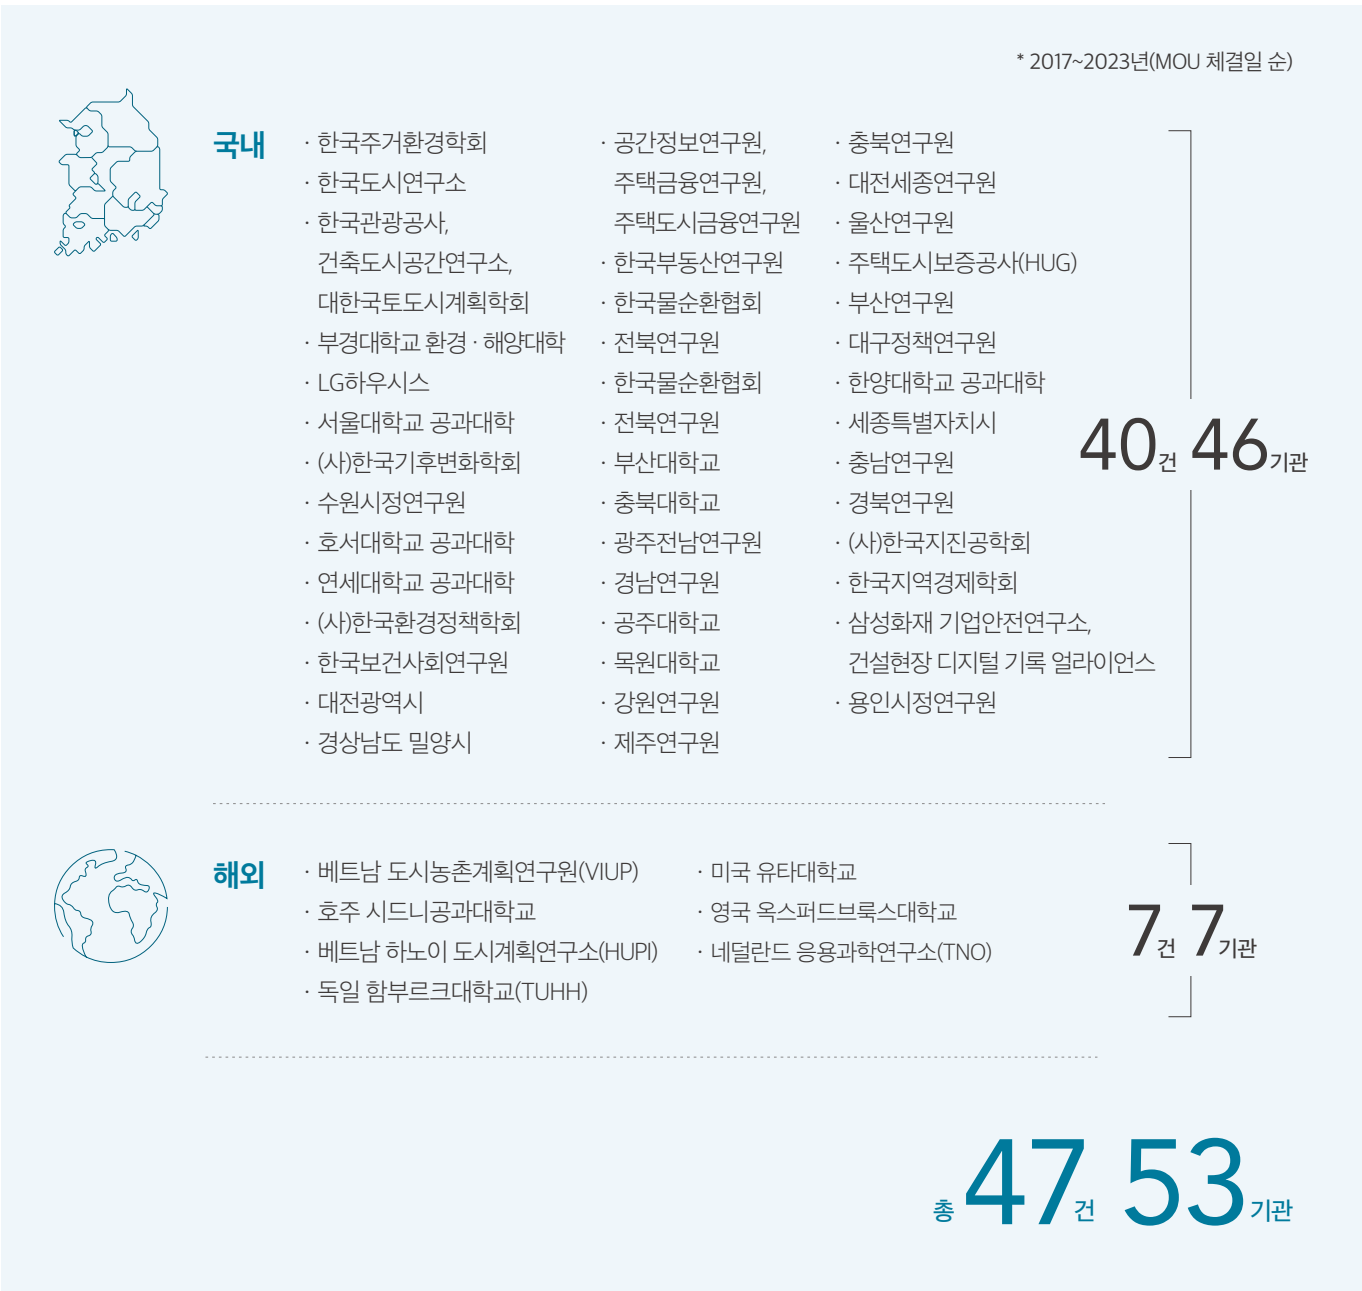 * 2017~2023년(MOU 체결일 순)
국내
· 한국주거환경학회
· 한국도시연구소
· 한국관광공사,
건축도시공간연구소,
대한국토도시계획학회
· 부경대학교 환경 · 해양대학
· LG하우시스
· 서울대학교 공과대학
· (사)한국기후변화학회
· 수원시정연구원
· 호서대학교 공과대학
· 연세대학교 공과대학
· (사)한국환경정책학회
· 한국보건사회연구원
· 대전광역시
· 경상남도 밀양시
· 공간정보연구원,
주택금융연구원,
주택도시금융연구원
· 한국부동산연구원
· 한국물순환협회
· 전북연구원
· 한국물순환협회
· 전북연구원
· 부산대학교
· 충북대학교
· 광주전남연구원
· 경남연구원
· 공주대학교
· 목원대학교
· 강원연구원
· 제주연구원
· 충북연구원
· 대전세종연구원
· 울산연구원
· 주택도시보증공사(HUG)
· 부산연구원
· 대구정책연구원
· 한양대학교 공과대학
· 세종특별자치시
· 충남연구원
· 경북연구원
· (사)한국지진공학회
· 한국지역경제학회
· 삼성화재 기업안전연구소,
건설현장 디지털 기록 얼라이언스
· 용인시정연구원
40건 46기관
해외
· 베트남 도시농촌계획연구원(VIUP)
· 호주 시드니공과대학교
· 베트남 하노이 도시계획연구소(HUPI)
· 독일 함부르크대학교(TUHH)
· 미국 유타대학교
· 영국 옥스퍼드브룩스대학교
· 네덜란드 응용과학연구소(TNO)
7건 7기관
총 47건 53기관